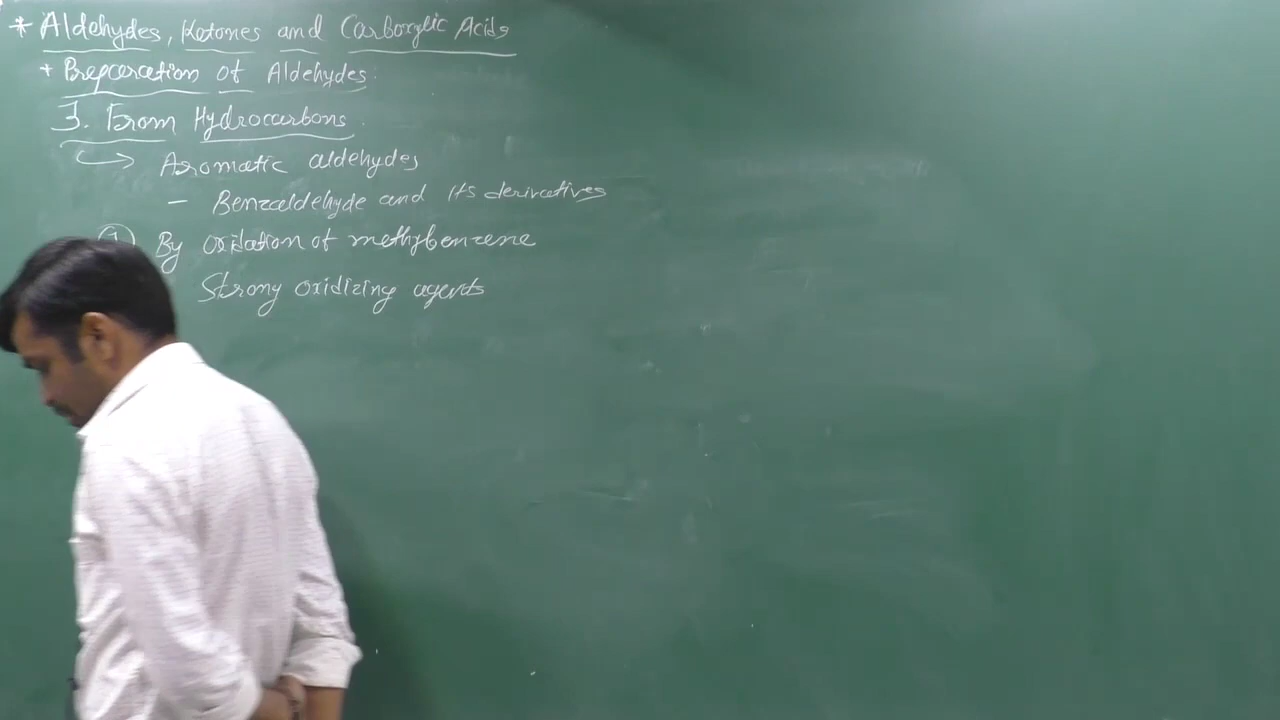 * Aldehydes, Ketones and Carboxylic Acids
+ Preparation of Aldehydes:
3. From Hydrocarbons.
Aromatic aldehydes
- Benzaldehyde and its derivatives
① By oxidation of methylbenzene
Strong oxidizing agents